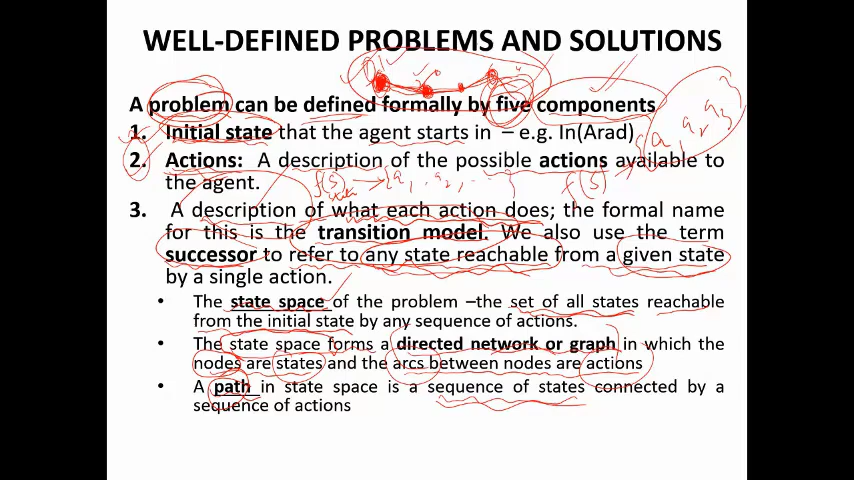 WELL-DEFINED PROBLEMS AND SOLUTIONS
A problem can be defined formally by five components
1. Initial state that the agent starts in – e.g. In(Arad)
2. Actions: A description of the possible actions available to
the agent.
f(s) → {a1, a2, ... }
f(s) → {a1, a2, a3}
3. A description of what each action does; the formal name
for this is the transition model. We also use the term
successor to refer to any state reachable from a given state
by a single action.
• The state space of the problem –the set of all states reachable
from the initial state by any sequence of actions.
• The state space forms a directed network or graph in which the
nodes are states and the arcs between nodes are actions
• A path in state space is a sequence of states connected by a
sequence of actions